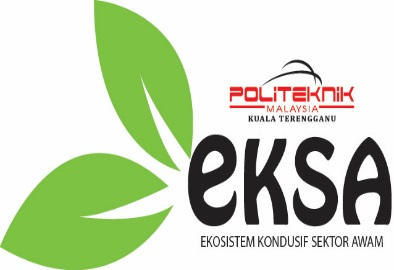 POLITEKNIK
MALAYSIA
KUALA TERENGGANU
eKSA
EKOSISTEM KONDUSIF SEKTOR AWAM